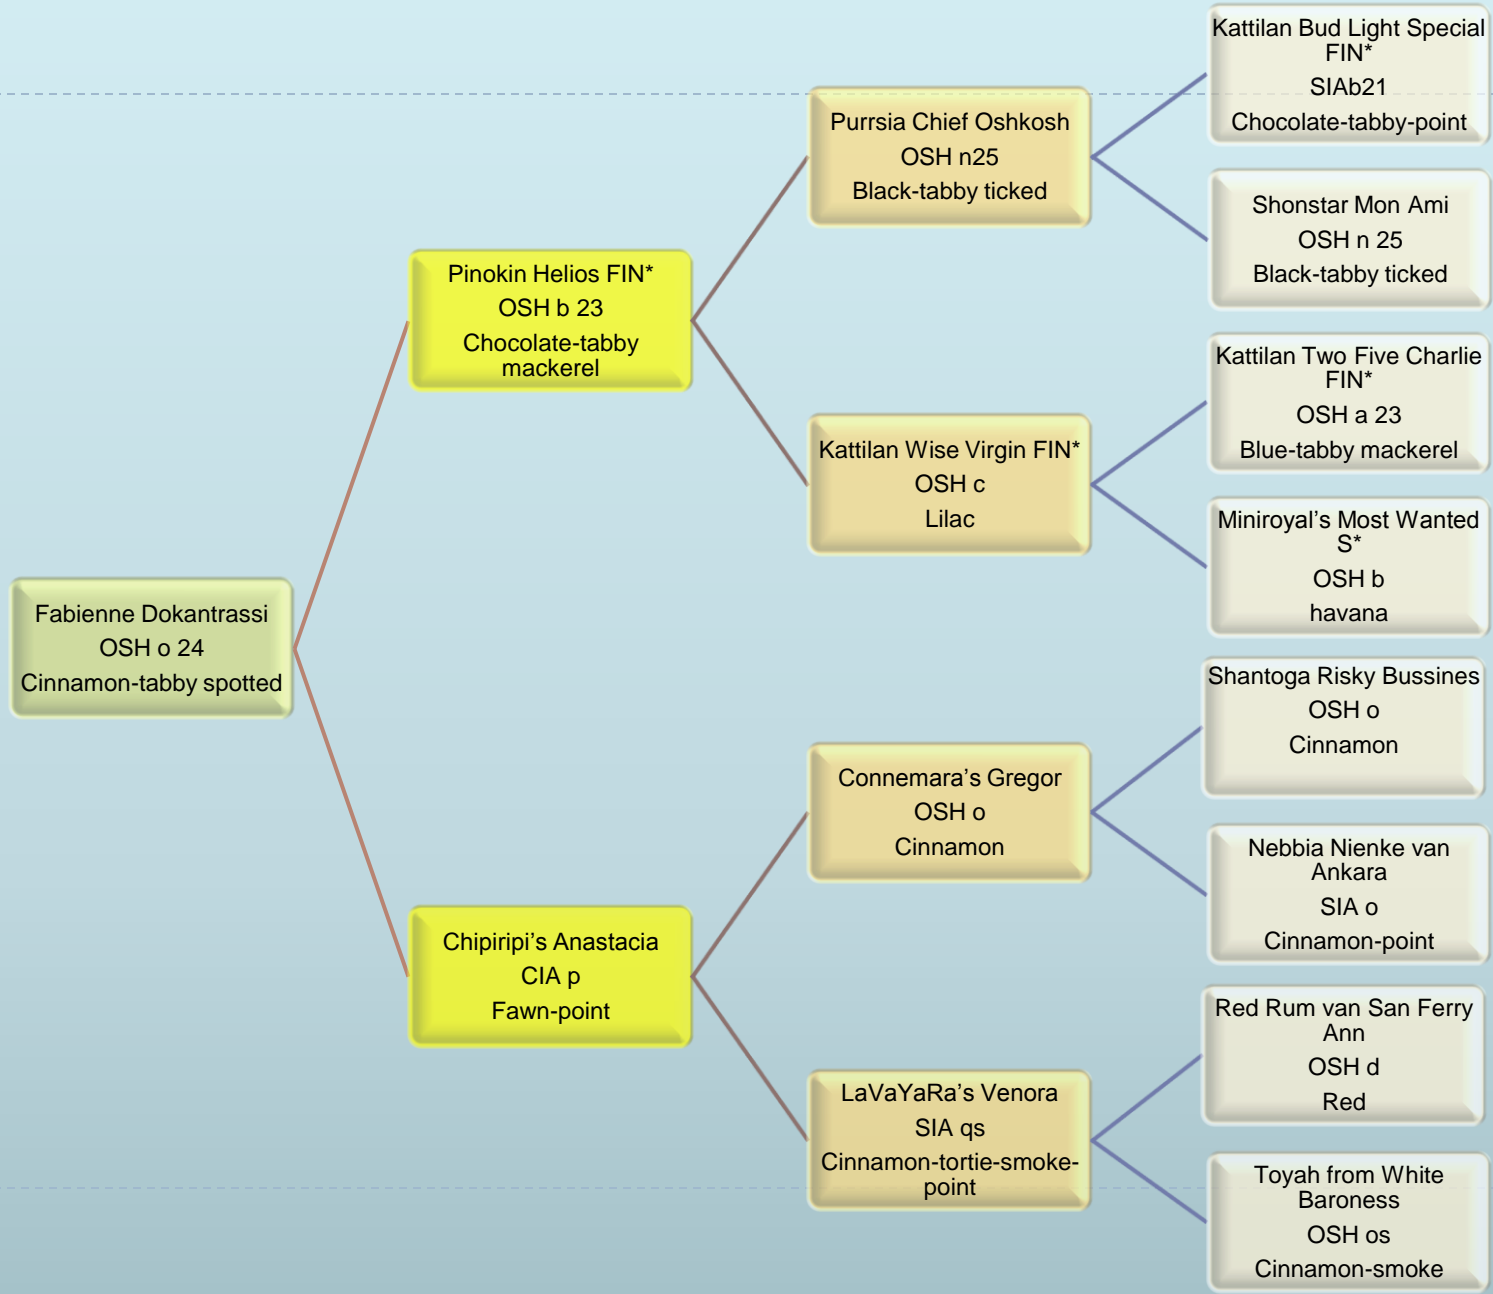 Fabienne Dokantrassi
OSH o 24
Cinnamon-tabby spotted
Pinokin Helios FIN*
OSH b 23
Chocolate-tabby
mackerel
Chipiripi’s Anastacia
CIA p
Fawn-point
Purrsia Chief Oshkosh
OSH n25
Black-tabby ticked
Kattilan Wise Virgin FIN*
OSH c
Lilac
Connemara’s Gregor
OSH o
Cinnamon
LaVaYaRa’s Venora
SIA qs
Cinnamon-tortie-smoke-
point
Kattilan Bud Light Special
FIN*
SIAb21
Chocolate-tabby-point
Shonstar Mon Ami
OSH n 25
Black-tabby ticked
Kattilan Two Five Charlie
FIN*
OSH a 23
Blue-tabby mackerel
Miniroyal’s Most Wanted
S*
OSH b
havana
Shantoga Risky Bussines
OSH o
Cinnamon
Nebbia Nienke van
Ankara
SIA o
Cinnamon-point
Red Rum van San Ferry
Ann
OSH d
Red
Toyah from White
Baroness
OSH os
Cinnamon-smoke